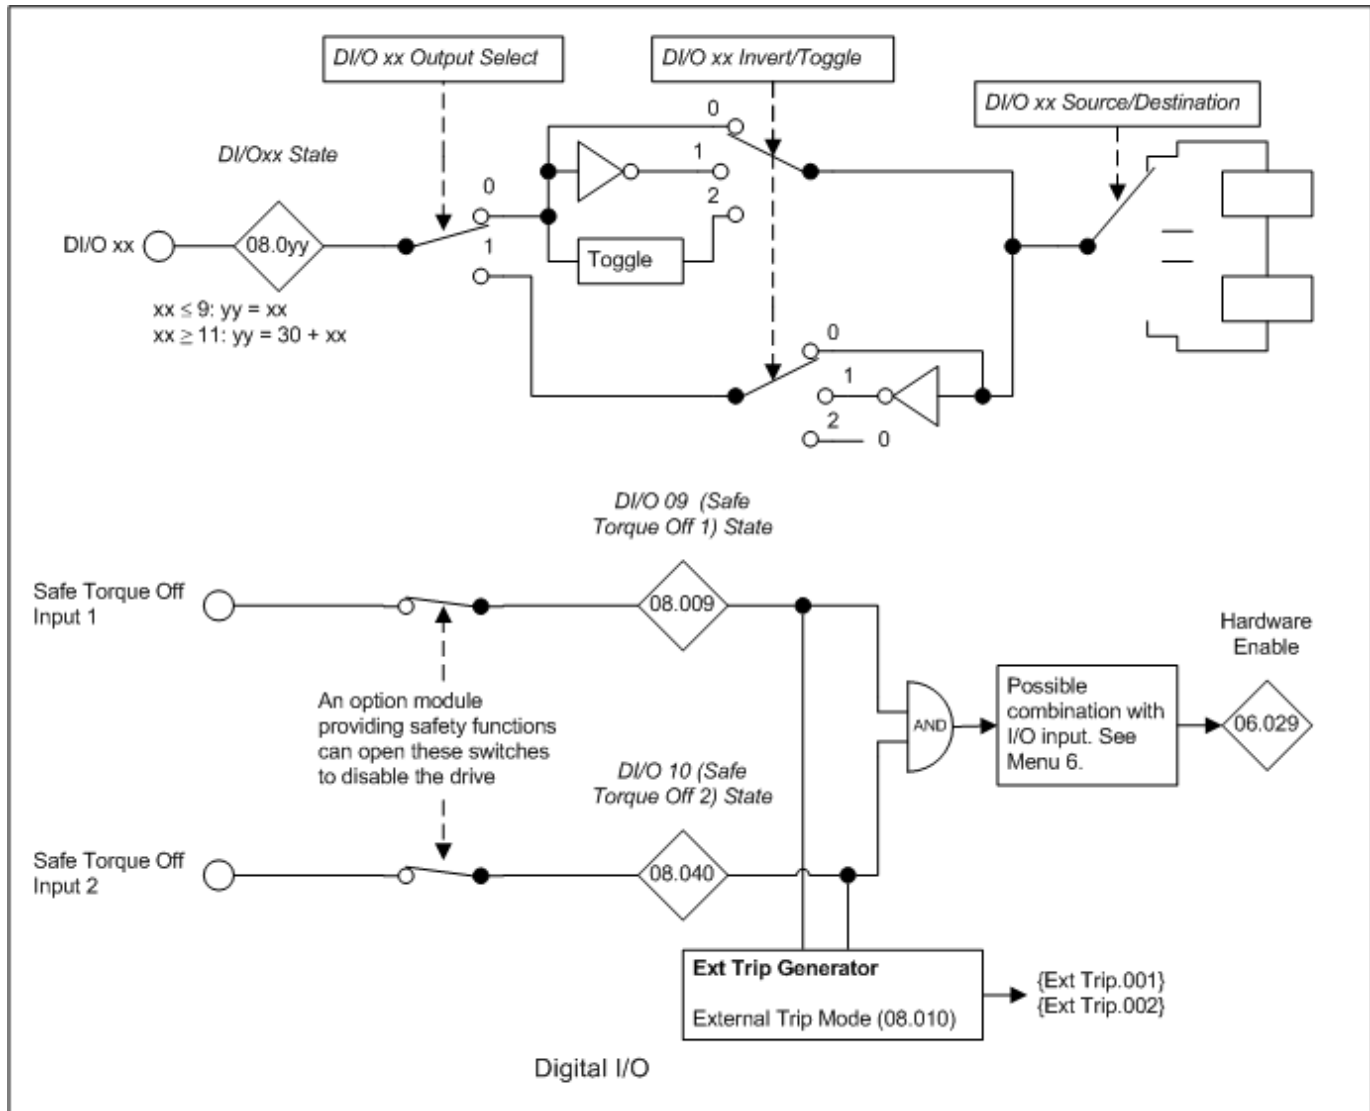 DI/O xx Output Select
DI/O xx Invert/Toggle
DI/O xx Source/Destination
DI/Oxx State
0
1
2
0
1
DI/O xx
08.0yy
Toggle
xx ≤ 9: yy = xx
xx ≥ 11: yy = 30 + xx
0
1
2
0
DI/O 09 (Safe
Torque Off 1) State
Safe Torque Off
Input 1
08.009
Hardware
Enable
An option module
providing safety functions
can open these switches
to disable the drive
AND
Possible
combination with
I/O input. See
Menu 6.
06.029
DI/O 10 (Safe
Torque Off 2) State
Safe Torque Off
Input 2
08.040
Ext Trip Generator
External Trip Mode (08.010)
{Ext Trip.001}
{Ext Trip.002}
Digital I/O